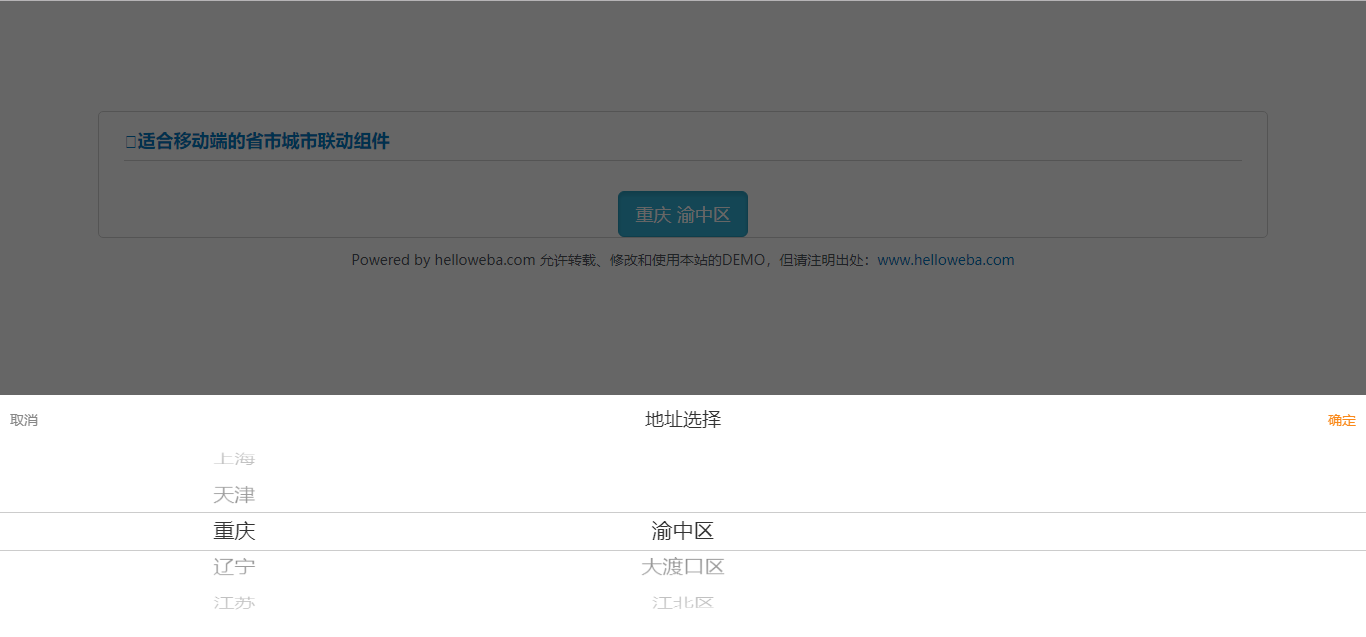 适合移动端的省市城市联动组件
重庆 渝中区
Powered by helloweba.com 允许转载、修改和使用本站的DEMO，但请注明出处：www.helloweba.com
取消 地址选择 确定
上海
天津
重庆 渝中区
辽宁 大渡口区
江苏 江北区